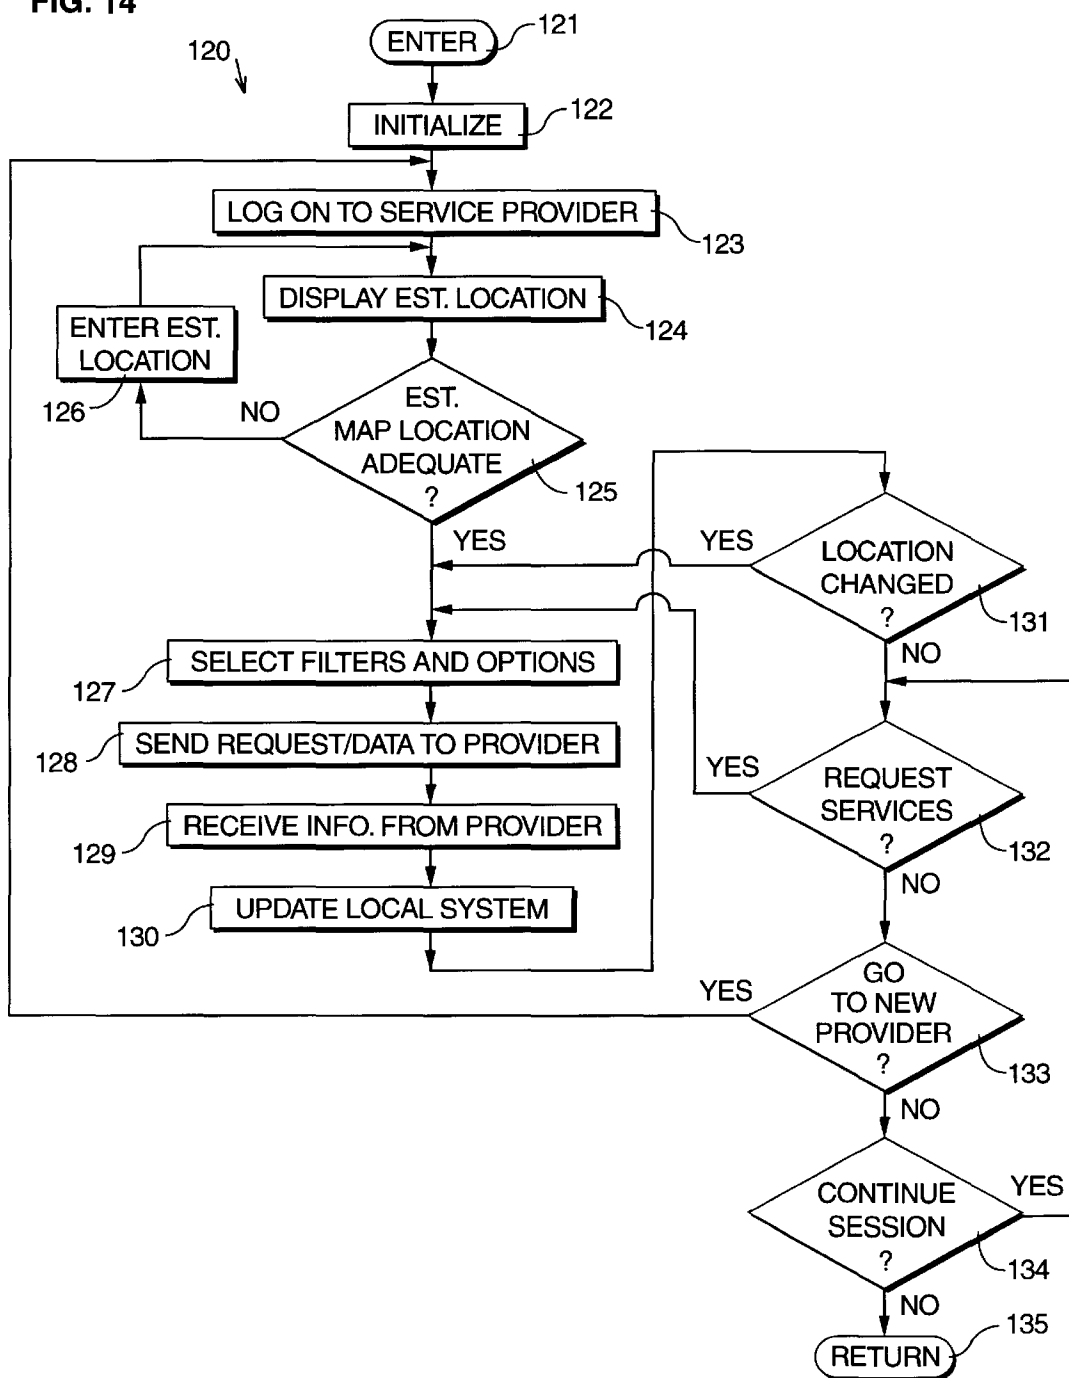 FIG. 14
120
ENTER
121
INITIALIZE
122
LOG ON TO SERVICE PROVIDER
123
DISPLAY EST. LOCATION
124
ENTER EST.
LOCATION
126
NO
EST.
MAP LOCATION
ADEQUATE
?
125
YES
YES
LOCATION
CHANGED
?
131
NO
SELECT FILTERS AND OPTIONS
127
SEND REQUEST/DATA TO PROVIDER
128
YES
REQUEST
SERVICES
?
132
NO
RECEIVE INFO. FROM PROVIDER
129
UPDATE LOCAL SYSTEM
130
YES
GO
TO NEW
PROVIDER
?
133
NO
CONTINUE
SESSION
?
YES
134
NO
RETURN
135